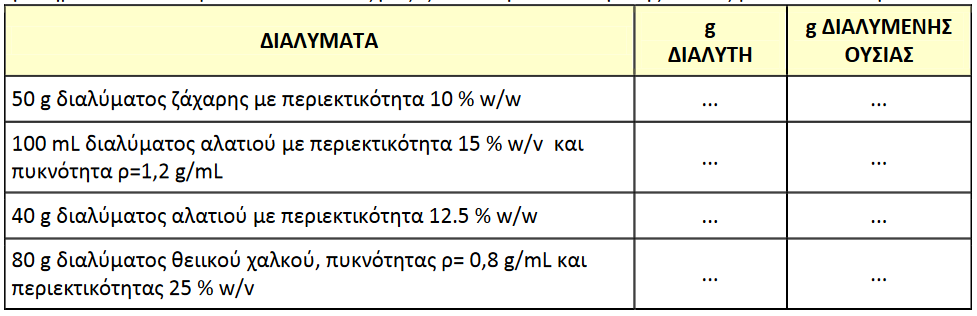 ΔΙΑΛΥΜΑΤΑ
g
ΔΙΑΛΥΤΗ
g ΔΙΑΛΥΜΕΝΗΣ
ΟΥΣΙΑΣ
50 g διαλύματος ζάχαρης με περιεκτικότητα 10 % w/w
...
...
100 mL διαλύματος αλατιού με περιεκτικότητα 15 % w/v και
πυκνότητα ρ=1,2 g/mL
...
...
40 g διαλύματος αλατιού με περιεκτικότητα 12.5 % w/w
...
...
80 g διαλύματος θειικού χαλκού, πυκνότητας ρ= 0,8 g/mL και
περιεκτικότητας 25 % w/v
...
...